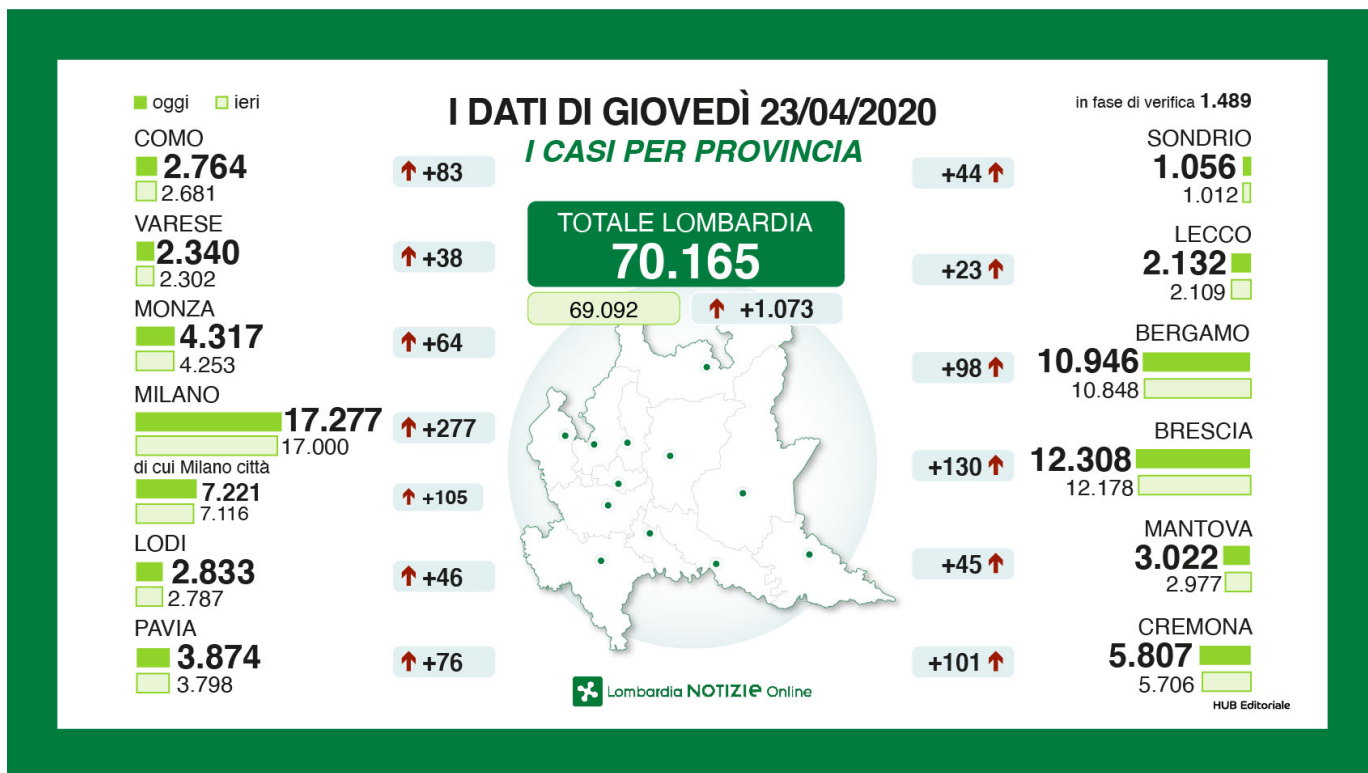 oggi ieri
I DATI DI GIOVEDÌ 23/04/2020
I CASI PER PROVINCIA
in fase di verifica 1.489
COMO
2.764
2.681
+83
VARESE
2.340
2.302
+38
MONZA
4.317
4.253
+64
MILANO
17.277
17.000
+277
di cui Milano città
7.221
7.116
+105
LODI
2.833
2.787
+46
PAVIA
3.874
3.798
+76
TOTALE LOMBARDIA
70.165
69.092
+1.073
SONDRIO
+44
1.056
1.012
LECCO
+23
2.132
2.109
BERGAMO
+98
10.946
10.848
BRESCIA
+130
12.308
12.178
MANTOVA
+45
3.022
2.977
CREMONA
+101
5.807
5.706
Lombardia NOTIZIE Online
HUB Editoriale